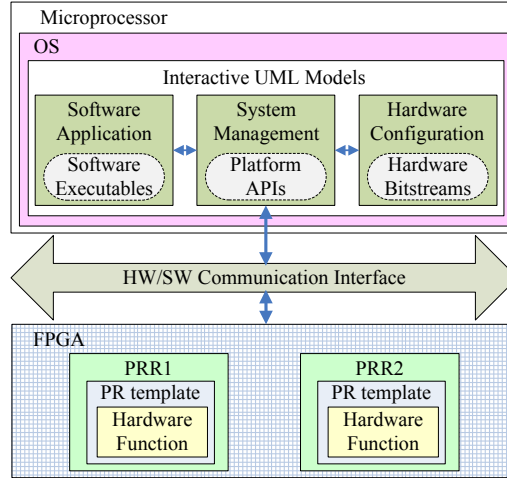 Microprocessor
OS
Interactive UML Models
Software Application
Software Executables
System Management
Platform APIs
Hardware Configuration
Hardware Bitstreams
HW/SW Communication Interface
FPGA
PRR1
PR template
Hardware Function
PRR2
PR template
Hardware Function